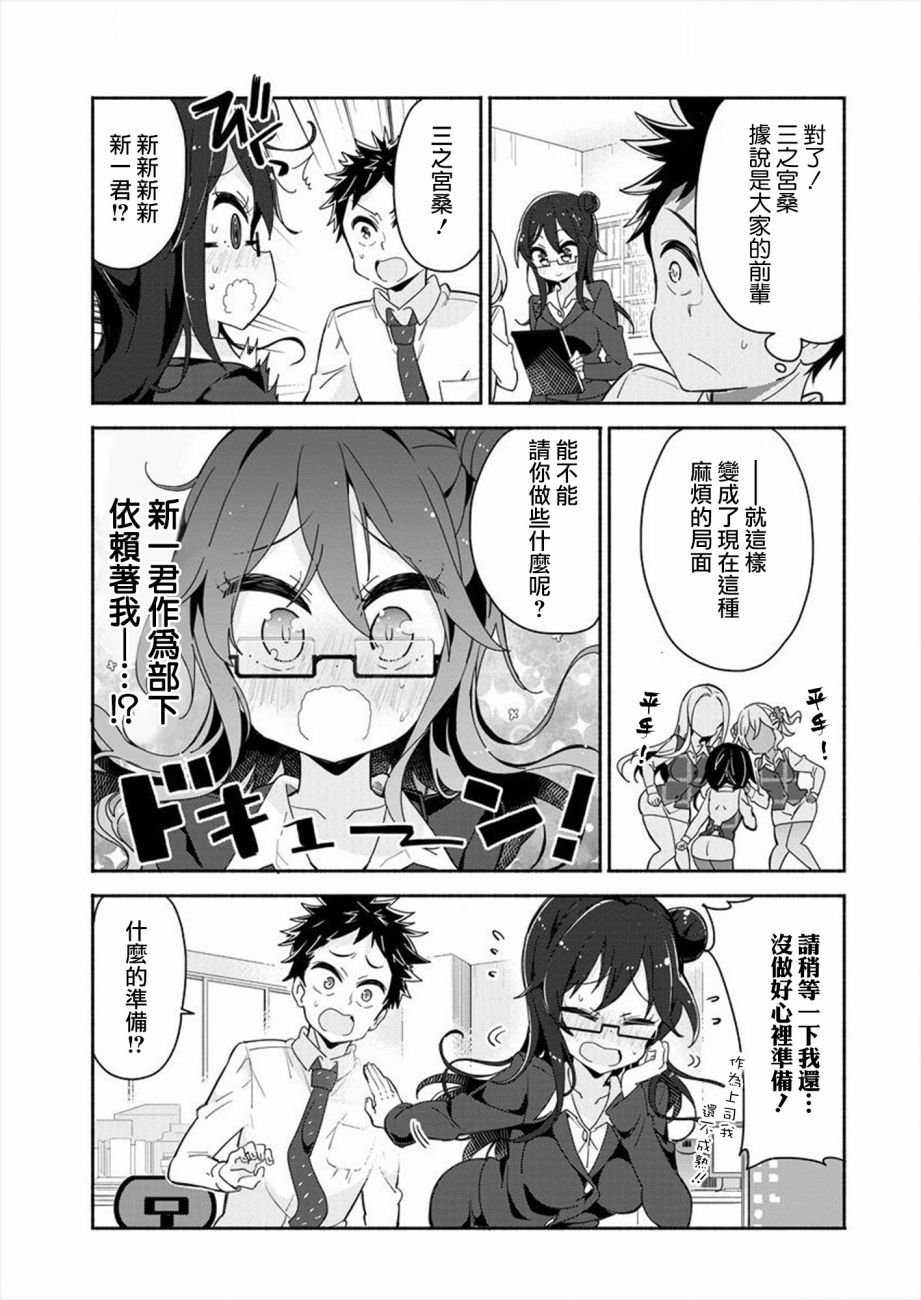 對了！
三之宮桑
據說是大家的前輩
三之宮桑！
ビクッ
新新新新
新一君!?
——就這樣
變成了現在這種
麻煩的局面
平手！
平手！
能不能
請你做些什麼呢？
新一君作為部下
依賴著我—…!?
ドキューーン！
請稍等一下我還…
沒做好心裡準備！
作為上司我
還不成熟!!
什麼的準備!?